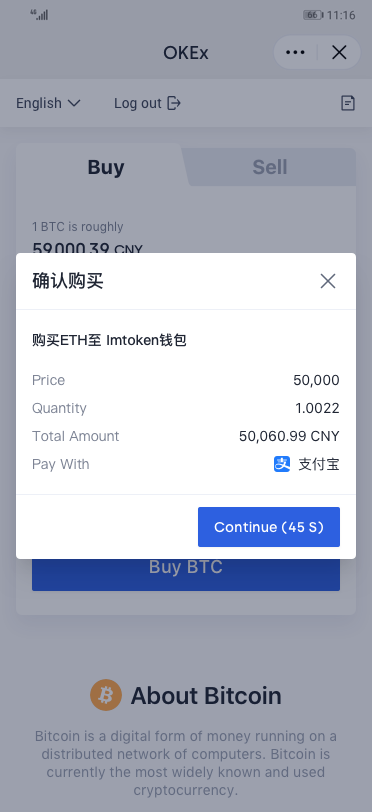 46
66
11:16
OKEx
English
Log out
Buy
Sell
1 BTC is roughly
59,000.39 CNY
确认购买
购买ETH至 Imtoken钱包
Price 50,000
Quantity 1.0022
Total Amount 50,060.99 CNY
Pay With 支 支付宝
Continue (45 S)
Buy BTC
About Bitcoin
Bitcoin is a digital form of money running on a
distributed network of computers. Bitcoin is
currently the most widely known and used
cryptocurrency.